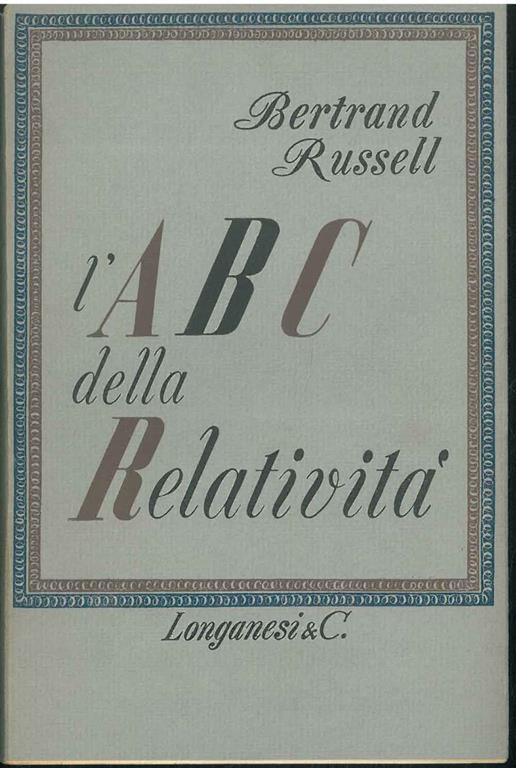 Bertrand
Russell
l'ABC
della
Relatività
Longanesi & C.